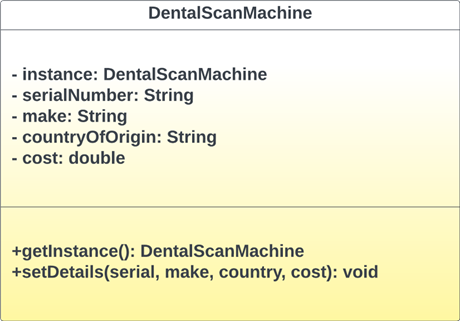 DentalScanMachine
- instance: DentalScanMachine
- serialNumber: String
- make: String
- countryOfOrigin: String
- cost: double
+getInstance(): DentalScanMachine
+setDetails(serial, make, country, cost): void